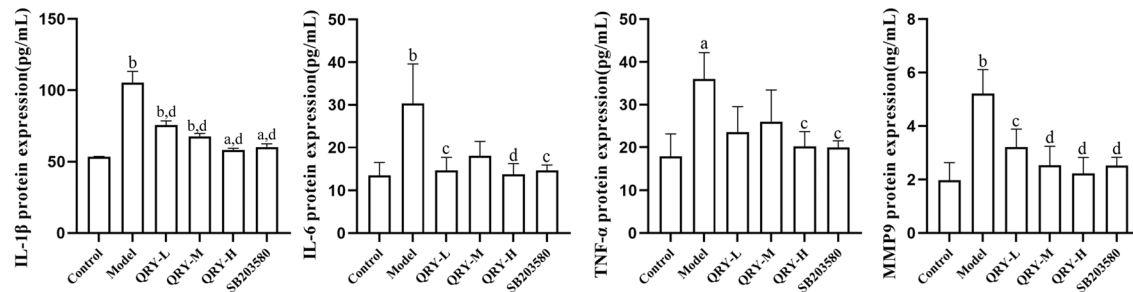 IL-1β protein expression(pg/mL)
150
100
50
0
b
b,d
b,d
a,d
a,d
Control
Model
QRY-L
QRY-M
QRY-H
SB203580
IL-6 protein expression(pg/mL)
50
40
30
20
10
0
b
c
d
c
Control
Model
QRY-L
QRY-M
QRY-H
SB203580
TNF-α protein expression(pg/mL)
50
40
30
20
10
0
a
c
c
Control
Model
QRY-L
QRY-M
QRY-H
SB203580
MMP9 protein expression(ng/mL)
8
6
4
2
0
b
c
d
d
d
Control
Model
QRY-L
QRY-M
QRY-H
SB203580